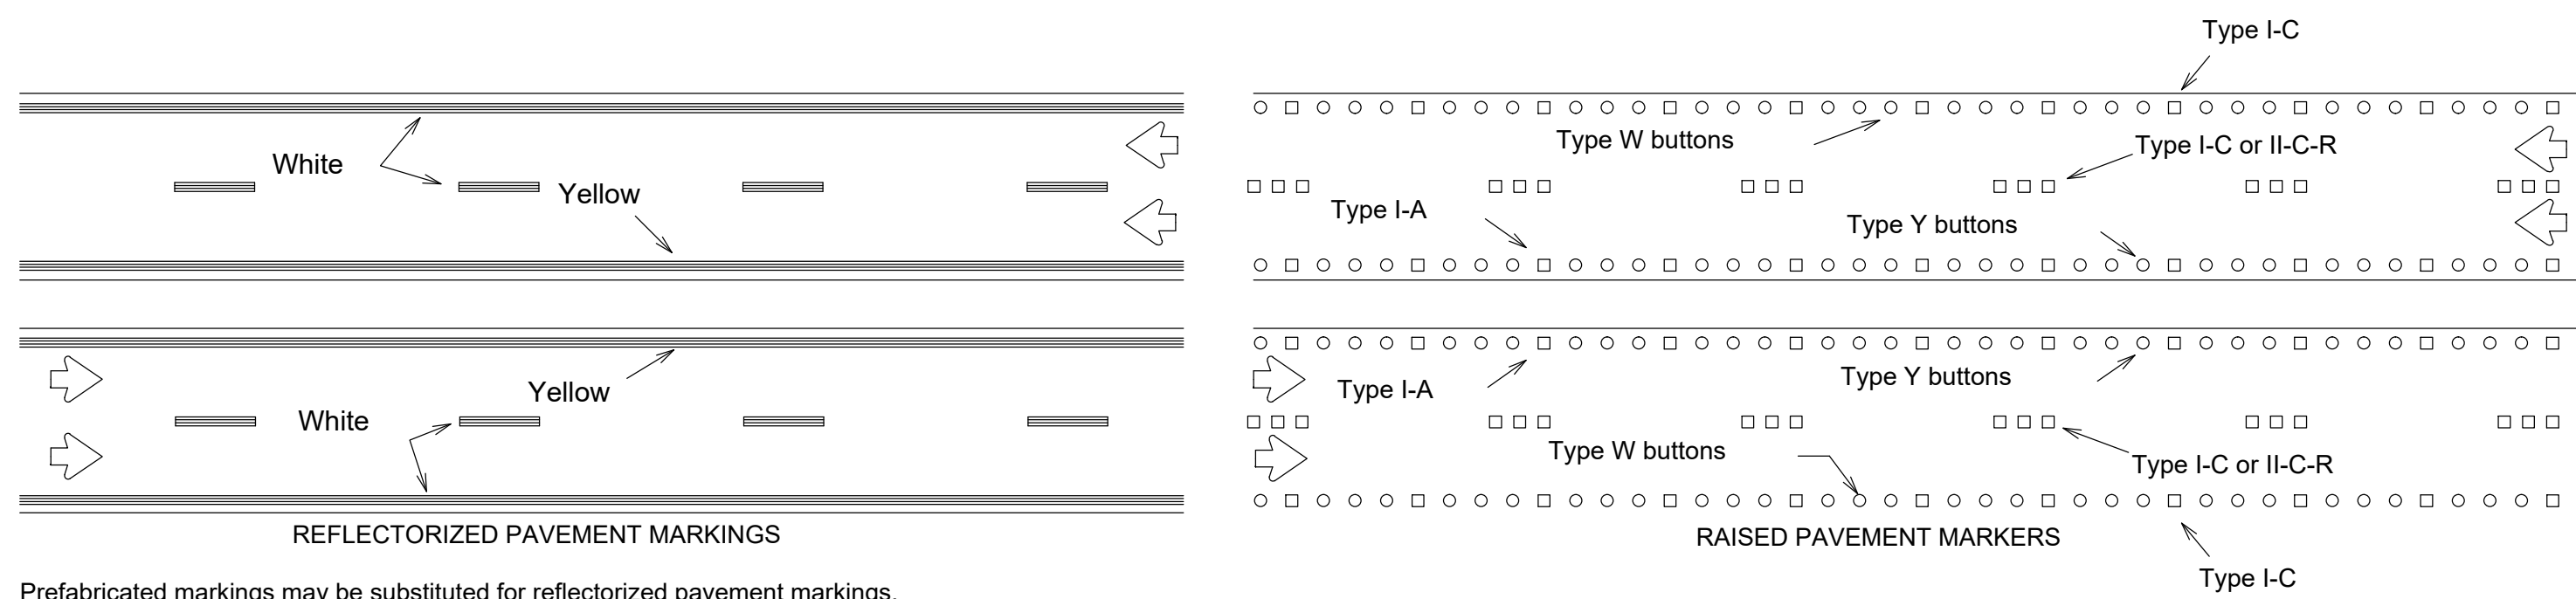 Type I-C
Type W buttons
Type I-C or II-C-R
White
Yellow
Type I-A
Type Y buttons
Yellow
White
Type I-A
Type Y buttons
Type W buttons
Type I-C or II-C-R
REFLECTORIZED PAVEMENT MARKINGS
RAISED PAVEMENT MARKERS
Type I-C
Prefabricated markings may be substituted for reflectorized pavement markings.